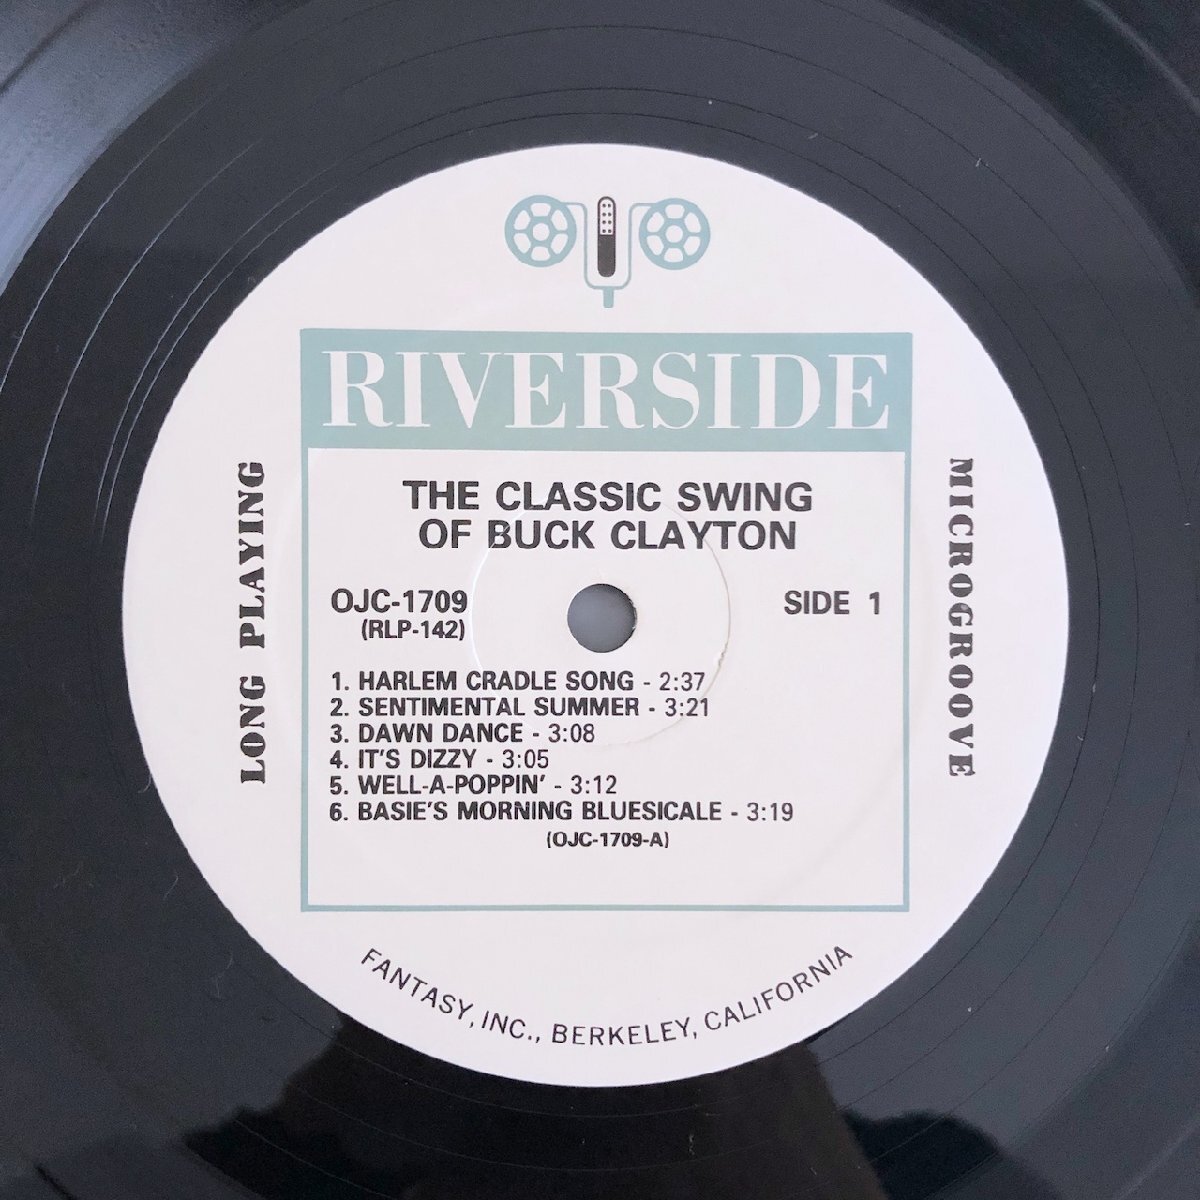 RIVERSIDE
THE CLASSIC SWING
OF BUCK CLAYTON
OJC-1709
(RLP-142)
SIDE 1
1. HARLEM CRADLE SONG - 2:37
2. SENTIMENTAL SUMMER - 3:21
3. DAWN DANCE - 3:08
4. IT'S DIZZY - 3:05
5. WELL-A-POPPIN' - 3:12
6. BASIE'S MORNING BLUESICALE - 3:19
(OJC-1709-A)
LONG PLAYING
MICROGROOVE
FANTASY, INC., BERKELEY, CALIFORNIA